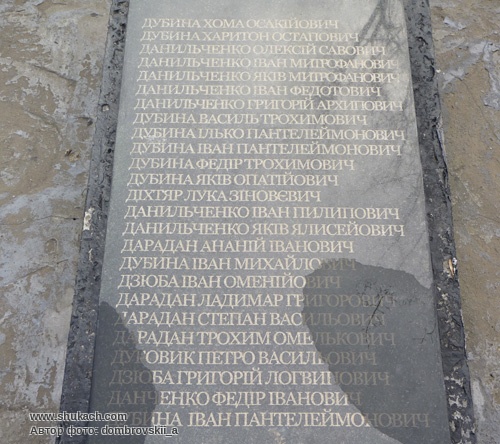 ДУБИНА ХОМА ОСАКІЙОВИЧ
ДУБИНА ХАРИТОН ОСТАПОВИЧ
ДАНИЛЬЧЕНКО ОЛЕКСІЙ САВОВИЧ
ДАНИЛЬЧЕНКО ІВАН МИТРОФАНОВИЧ
ДАНИЛЬЧЕНКО ЯКІВ МИТРОФАНОВИЧ
ДАНИЛЬЧЕНКО ІВАН ФЕДОТОВИЧ
ДАНИЛЬЧЕНКО ГРИГОРІЙ АРХИПОВИЧ
ДУБИНА ВАСИЛЬ ТРОХИМОВИЧ
ДУБИНА ІЛЬКО ПАНТЕЛЕЙМОНОВИЧ
ДУБИНА ІВАН ПАНТЕЛЕЙМОНОВИЧ
ДУБИНА ФЕДІР ТРОХИМОВИЧ
ДУБИНА ЯКІВ ОПАТІЙОВИЧ
ДІХТЯР ЛУКА ЗІНОВЄВИЧ
ДАНИЛЬЧЕНКО ІВАН ПИЛИПОВИЧ
ДАНИЛЬЧЕНКО ЯКІВ ЯЛИСЕЙОВИЧ
ДАРАДАН АНАНІЙ ІВАНОВИЧ
ДУБИНА ІВАН МИХАЙЛОВИЧ
ДЗЮБА ІВАН ОМЕНІЙОВИЧ
ДАРАДАН ЛАДИМАР ГРИГОРОВИЧ
ДАРАДАН СТЕПАН ВАСИЛЬОВИЧ
ДАРАДАН ТРОХИМ ОМЕЛЬКОВИЧ
ДУБОВИК ПЕТРО ВАСИЛЬОВИЧ
ДЗЮБА ГРИГОРІЙ ЛОГВИНОВИЧ
ДАНЧЕНКО ФЕДІР ІВАНОВИЧ
ДУБИНА ІВАН ПАНТЕЛЕЙМОНОВИЧ
www.shukach.com
Автор фото: dombrovskii_a